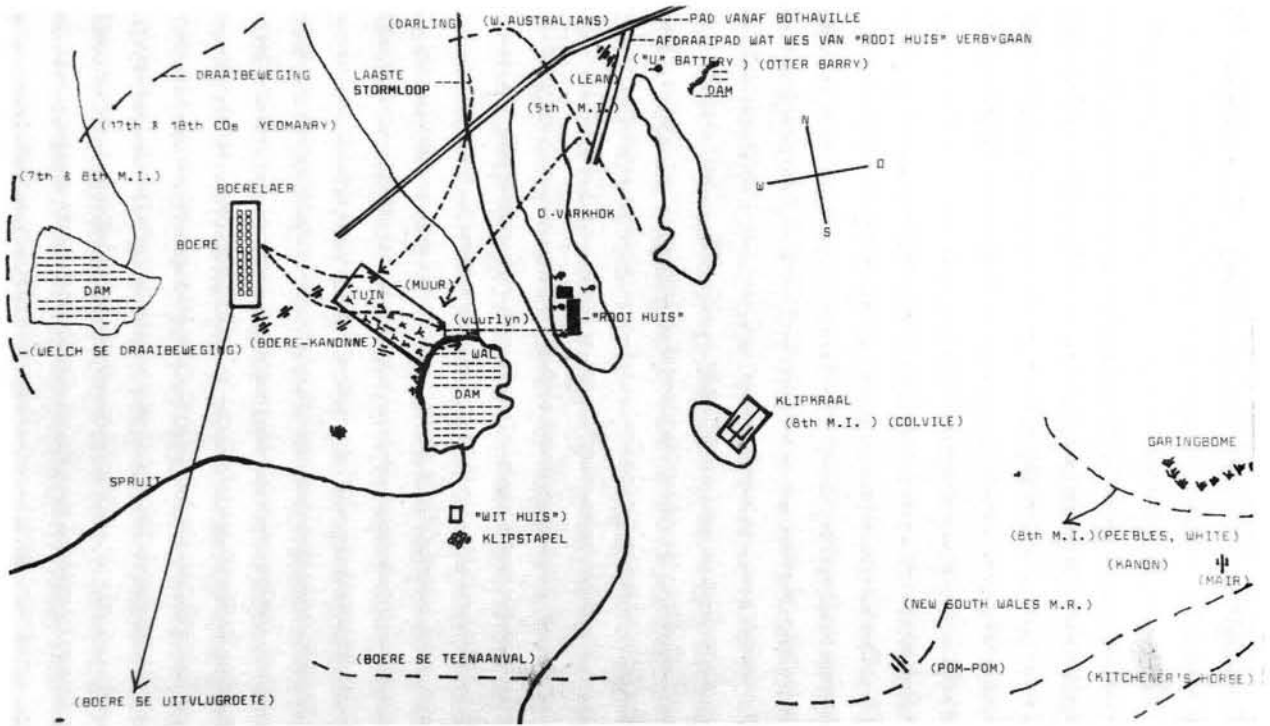 (DARLING)
(W.AUSTRALIANS)
PAD VANAF BOTHAVILLE
AFDRAAIPAD WAT WES VAN "ROOI HUIS" VERBYGAAN
("U" BATTERY ) (OTTER BARRY)
DRAAIBEWEGING
LAASTE
STORMLOOP
(LEAN)
DAM
(5th M.I.)
(17th & 18th COs YEOMANRY)
N
O
W
S
(7th & 8th M.I.)
BOERELAER
O-VARKHOK
BOERE
DAM
TUIN
(MUUR)
(vuurlyn)
"ROOI HUIS"
(BOERE-KANONNE)
-(WELCH SE DRAAIBEWEGING)
WAL
DAM
KLIPKRAAL
(8th M.I. ) (COLVILE)
GARINGBOME
SPRUIT
"WIT HUIS")
KLIPSTAPEL
(8th M.I.)(PEEBLES, WHITE)
(KANON)
(MAIR)
(NEW SOUTH WALES M.R.)
(BOERE SE TEENAANVAL)
(POM-POM)
(KITCHENER'S HORSE)
(BOERE SE UITVLUGROETE)